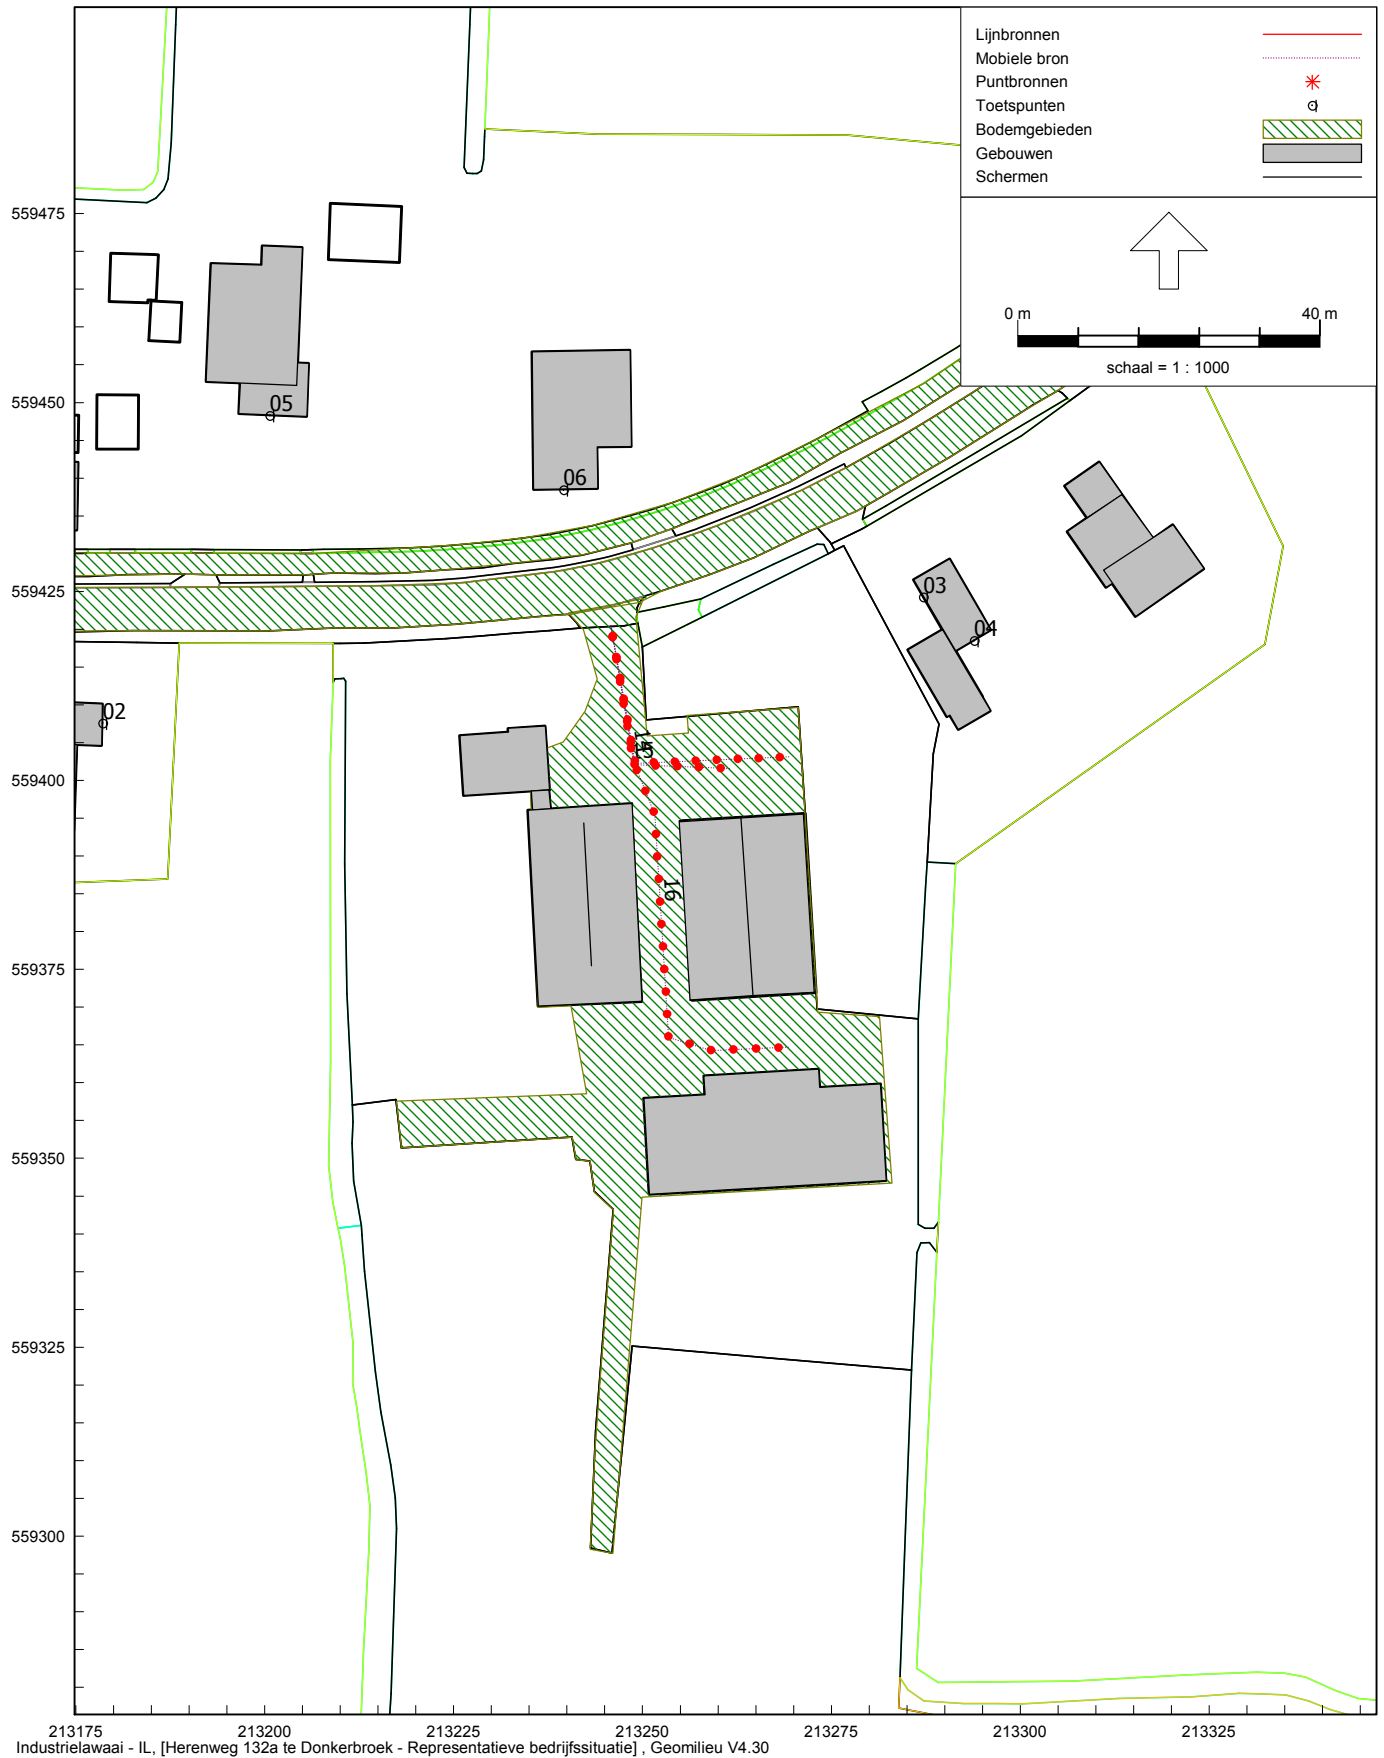 Lijnbronnen
Mobiele bron
Puntbronnen
Toetspunten
Bodemgebieden
Gebouwen
Schermen
0 m 40 m
schaal = 1 : 1000
559475
559450
559425
559400
559375
559350
559325
559300
05
06
03
04
02
16
213175 213200 213225 213250 213275 213300 213325
Industrielawaai - IL, [Herenweg 132a te Donkerbroek - Representatieve bedrijfssituatie] , Geomilieu V4.30